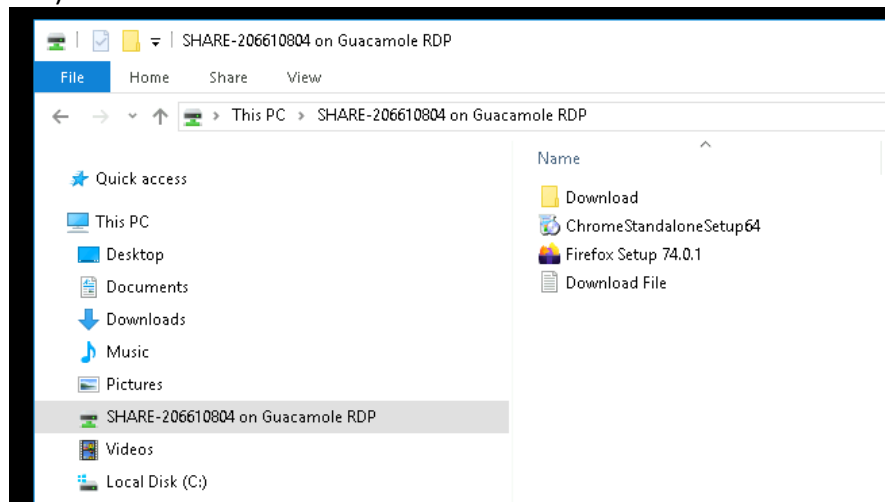 SHARE-206610804 on Guacamole RDP
File Home Share View
This PC > SHARE-206610804 on Guacamole RDP
Name
Quick access
This PC
Desktop
Documents
Downloads
Music
Pictures
SHARE-206610804 on Guacamole RDP
Videos
Local Disk (C:)
Download
ChromeStandaloneSetup64
Firefox Setup 74.0.1
Download File